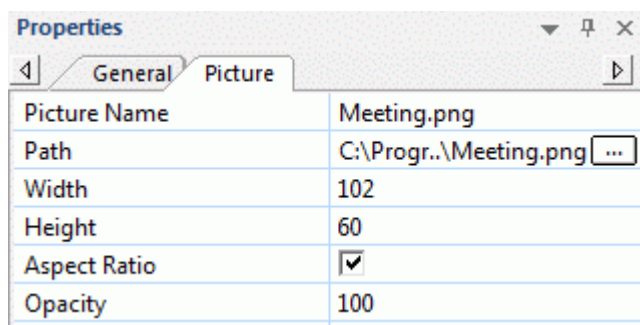 Properties
General Picture
Picture Name Meeting.png
Path C:\Progr..\Meeting.png ...
Width 102
Height 60
Aspect Ratio
Opacity 100